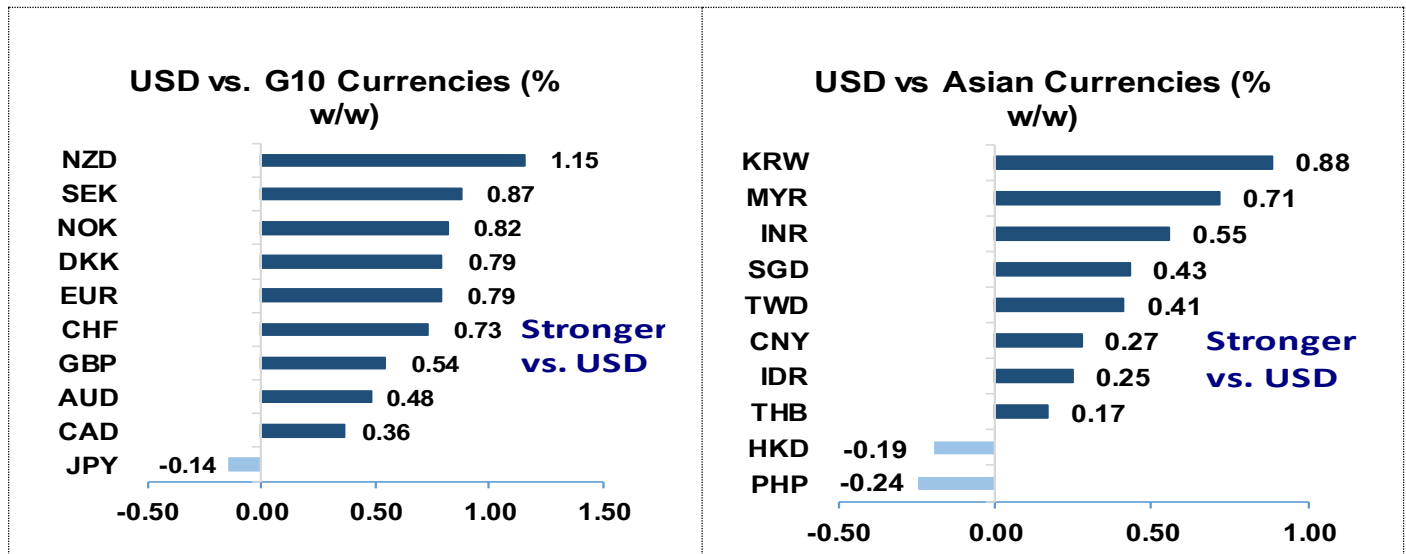 USD vs. G10 Currencies (%
w/w)
NZD 1.15
SEK 0.87
NOK 0.82
DKK 0.79
EUR 0.79
CHF 0.73
GBP 0.54
AUD 0.48
CAD 0.36
JPY -0.14
Stronger
vs. USD
-0.50 0.00 0.50 1.00 1.50
USD vs Asian Currencies (%
w/w)
KRW 0.88
MYR 0.71
INR 0.55
SGD 0.43
TWD 0.41
CNY 0.27
IDR 0.25
THB 0.17
HKD -0.19
PHP -0.24
Stronger
vs. USD
-0.50 0.00 0.50 1.00